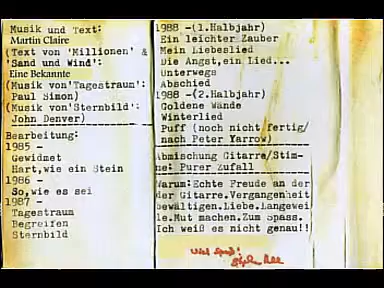 Musik und Text:
Martin Claire
(Text von 'Millionen' &
'Sand und Wind':
Eine Bekannte
(Musik von'Tagestraum':
Paul Simon)
(Musik von'Sternbild':
John Denver)
Bearbeitung:
1985 -
Gewidmet
Hart,wie ein Stein
1986 -
So,wie es sei
1987 -
Tagestraum
Begreifen
Sternbild
1988 -(1.Halbjahr)
Ein leichter Zauber
Mein Liebeslied
Die Angst,ein Lied...
Unterwegs
Abschied
1988 -(2.Halbjahr)
Goldene Wände
Winterlied
Puff (noch nicht fertig/
nach Peter Yarrow)
Abmischung Gitarre/Stim-
me: Purer Zufall
Warum:Echte Freude an der
der Gitarre.Vergangenheit
bewältigen.Liebe.Langewei
le.Mut machen.Zum Spass.
Ich weiß es nicht genau!!
Viel Spaß!